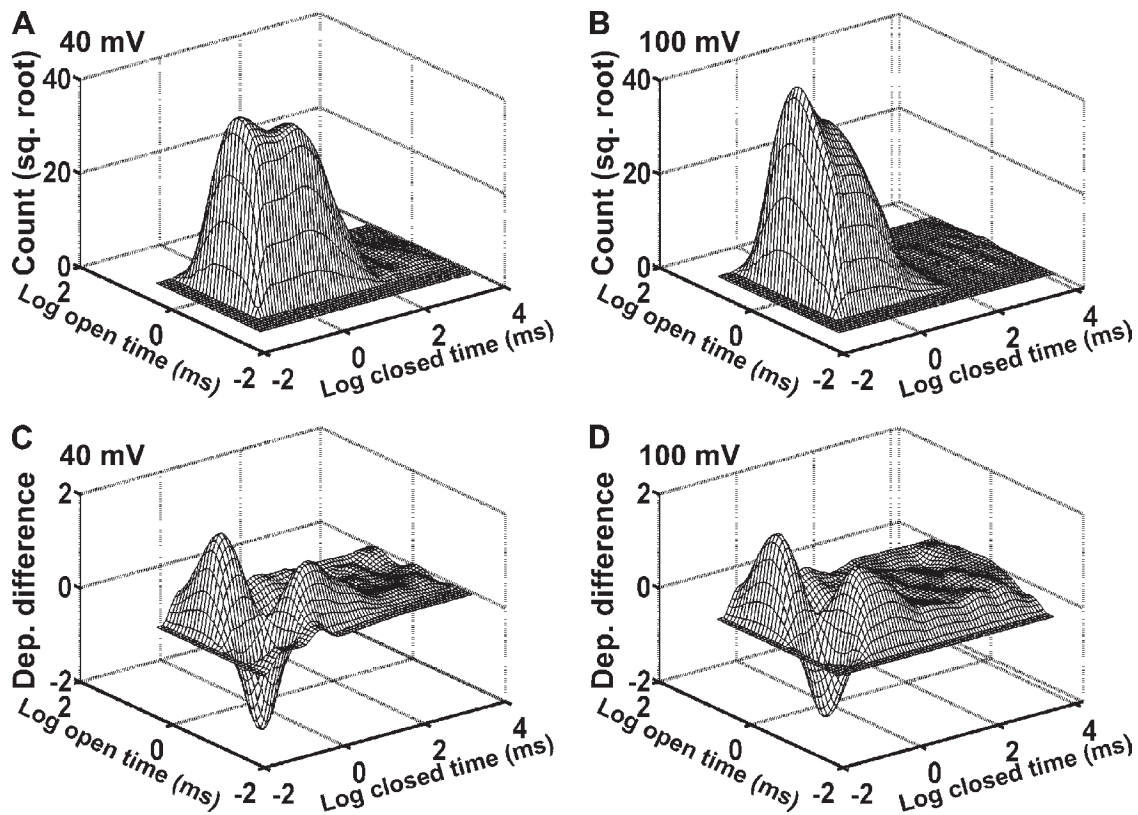 A
40 mV
Count (sq. root)
40
20
0
2
0
-2
Log open time (ms)
-2
0
2
4
Log closed time (ms)
B
100 mV
Count (sq. root)
40
20
0
2
0
-2
Log open time (ms)
-2
0
2
4
Log closed time (ms)
C
40 mV
Dep. difference
2
0
-2
2
0
-2
Log open time (ms)
-2
0
2
4
Log closed time (ms)
D
100 mV
Dep. difference
2
0
-2
2
0
-2
Log open time (ms)
-2
0
2
4
Log closed time (ms)